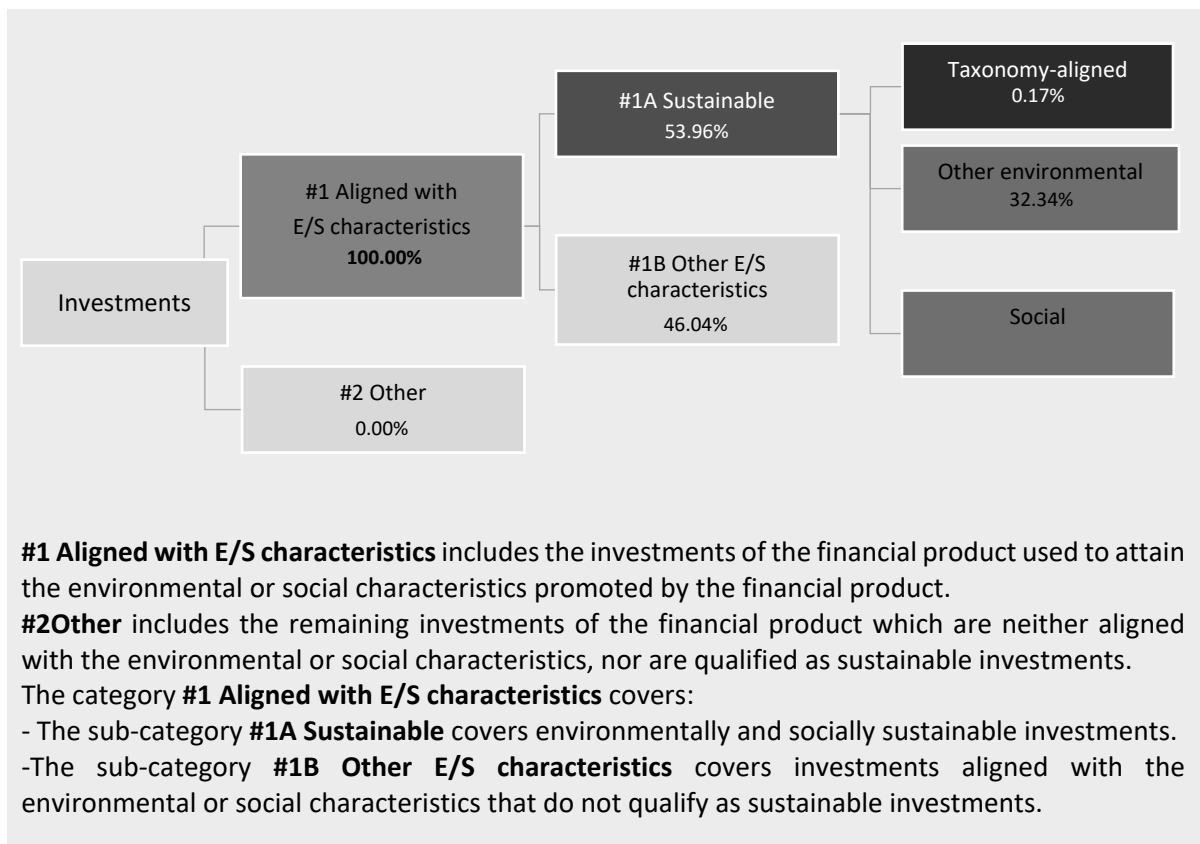 Investments
#1 Aligned with
E/S characteristics
100.00%
#2 Other
0.00%
#1A Sustainable
53.96%
#1B Other E/S
characteristics
46.04%
Taxonomy-aligned
0.17%
Other environmental
32.34%
Social
#1 Aligned with E/S characteristics includes the investments of the financial product used to attain
the environmental or social characteristics promoted by the financial product.
#2Other includes the remaining investments of the financial product which are neither aligned
with the environmental or social characteristics, nor are qualified as sustainable investments.
The category #1 Aligned with E/S characteristics covers:
- The sub-category #1A Sustainable covers environmentally and socially sustainable investments.
-The sub-category #1B Other E/S characteristics covers investments aligned with the
environmental or social characteristics that do not qualify as sustainable investments.